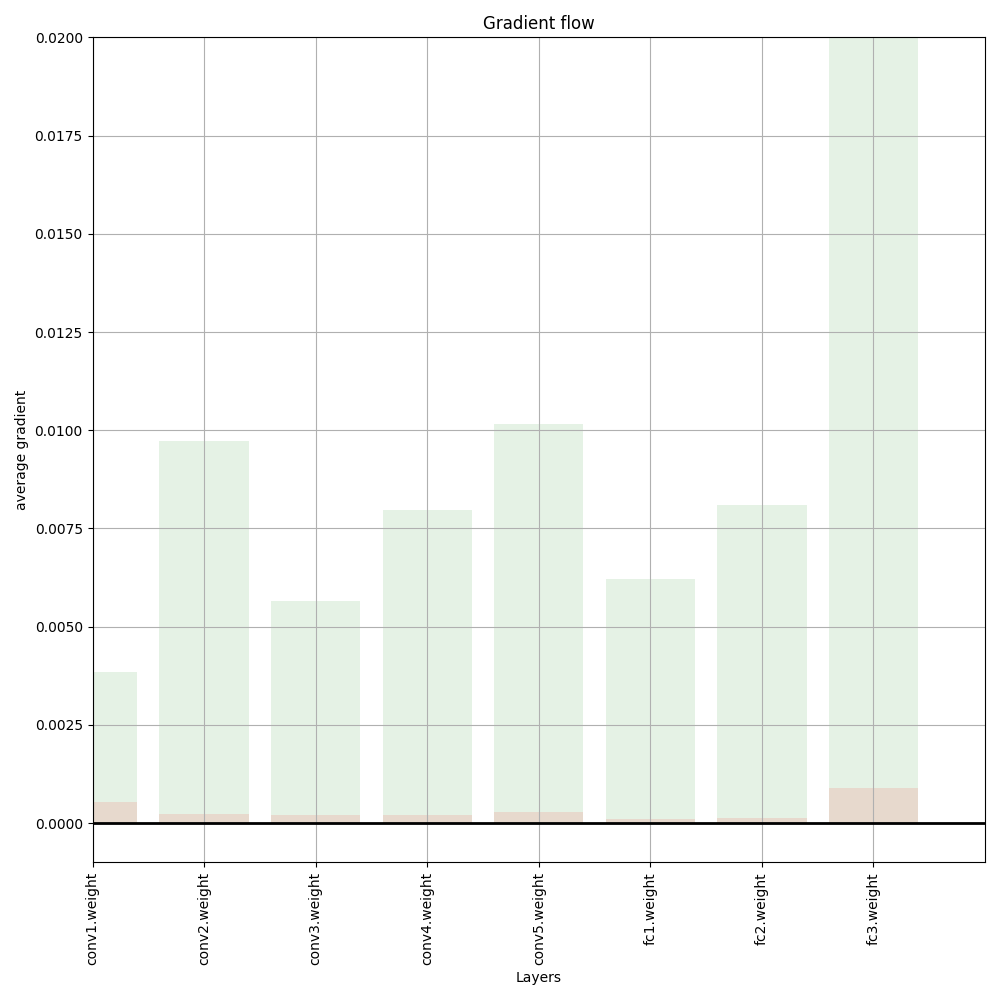 Gradient flow
0.0200
0.0175
0.0150
0.0125
0.0100
0.0075
0.0050
0.0025
0.0000
average gradient
conv1.weight
conv2.weight
conv3.weight
conv4.weight
conv5.weight
fc1.weight
fc2.weight
fc3.weight
Layers